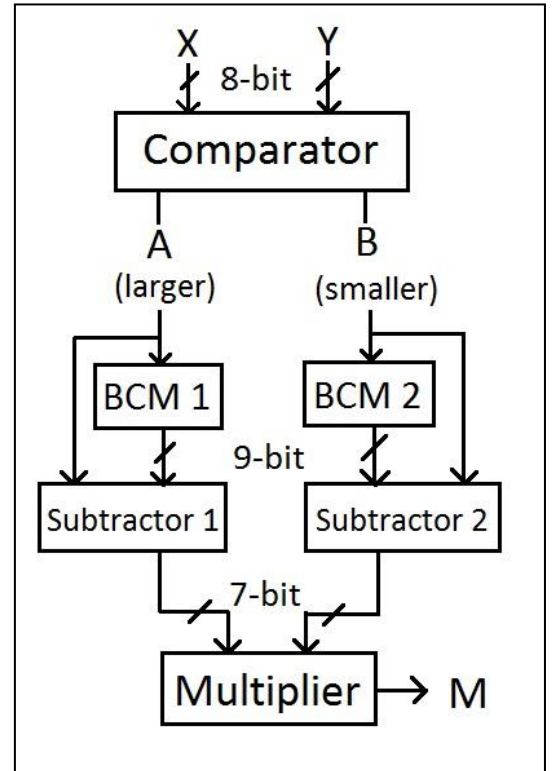 X Y
8-bit
Comparator
A B
(larger) (smaller)
BCM 1 BCM 2
9-bit
Subtractor 1 Subtractor 2
7-bit
Multiplier M